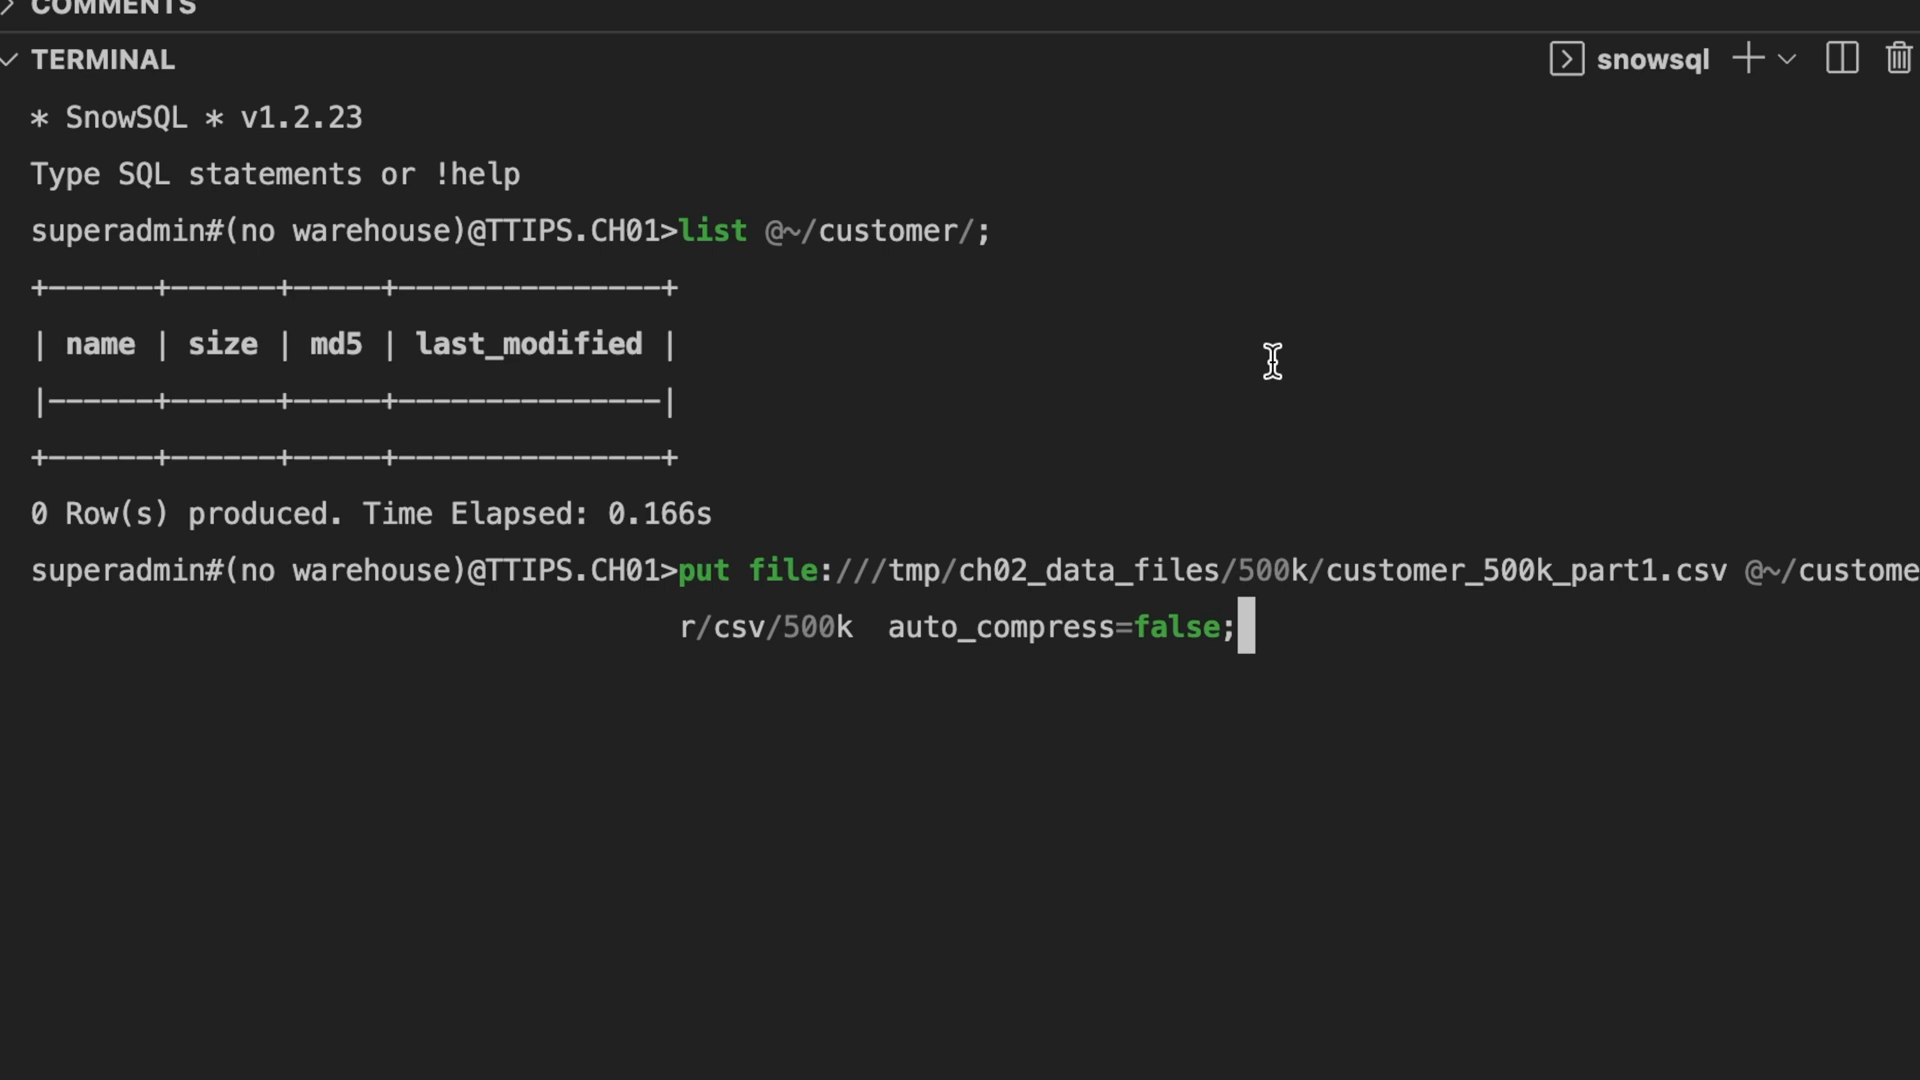 COMMENTS
TERMINAL
snowsql
* SnowSQL * v1.2.23
Type SQL statements or !help
superadmin#(no warehouse)@TTIPS.CH01>list @~/customer/;
+------+------+-----+---------------+
| name | size | md5 | last_modified |
|------+------+-----+---------------|
+------+------+-----+---------------+
0 Row(s) produced. Time Elapsed: 0.166s
superadmin#(no warehouse)@TTIPS.CH01>put file:///tmp/ch02_data_files/500k/customer_500k_part1.csv @~/custome
r/csv/500k  auto_compress=false;